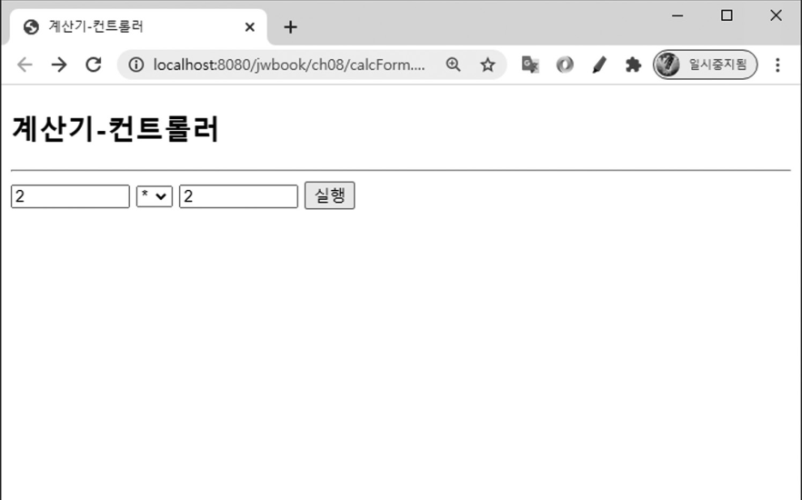 계산기-컨트롤러
localhost:8080/jwbook/ch08/calcForm....
일시중지됨
계산기-컨트롤러
2 * 2 실행